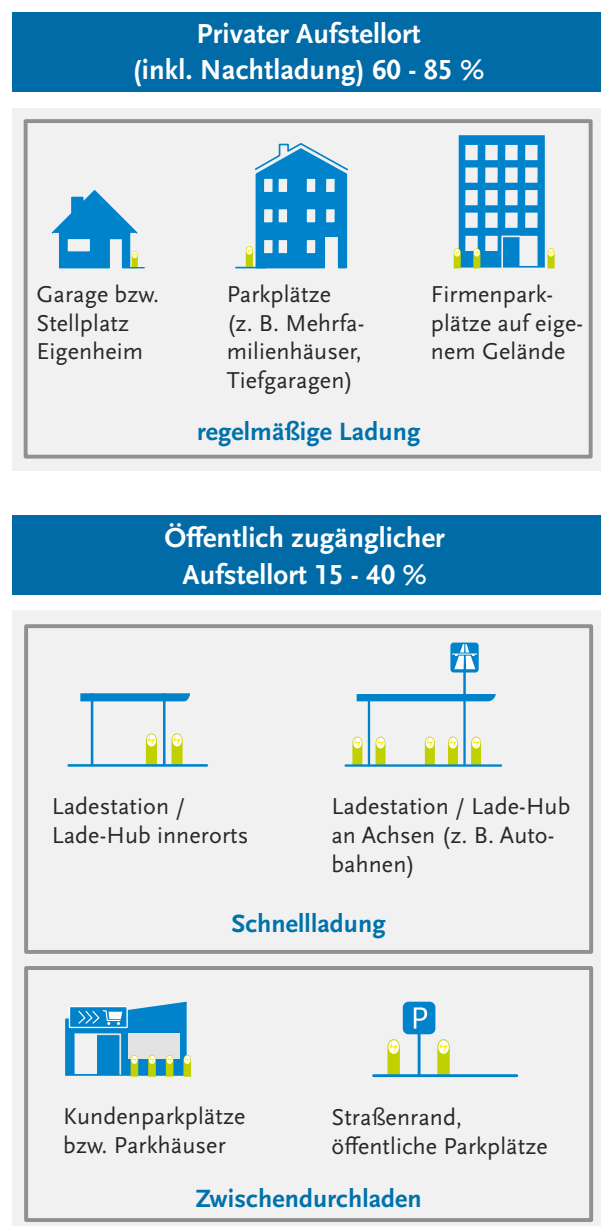 Privater Aufstellort
(inkl. Nachtladung) 60 - 85 %
Garage bzw.
Stellplatz
Eigenheim
Parkplätze
(z. B. Mehrfa-
milienhäuser,
Tiefgaragen)
Firmenpark-
plätze auf eige-
nem Gelände
regelmäßige Ladung
Öffentlich zugänglicher
Aufstellort 15 - 40 %
Ladestation /
Lade-Hub innerorts
Ladestation / Lade-Hub
an Achsen (z. B. Auto-
bahnen)
Schnellladung
>>>
Kundenparkplätze
bzw. Parkhäuser
P
Straßenrand,
öffentliche Parkplätze
Zwischendurchladen